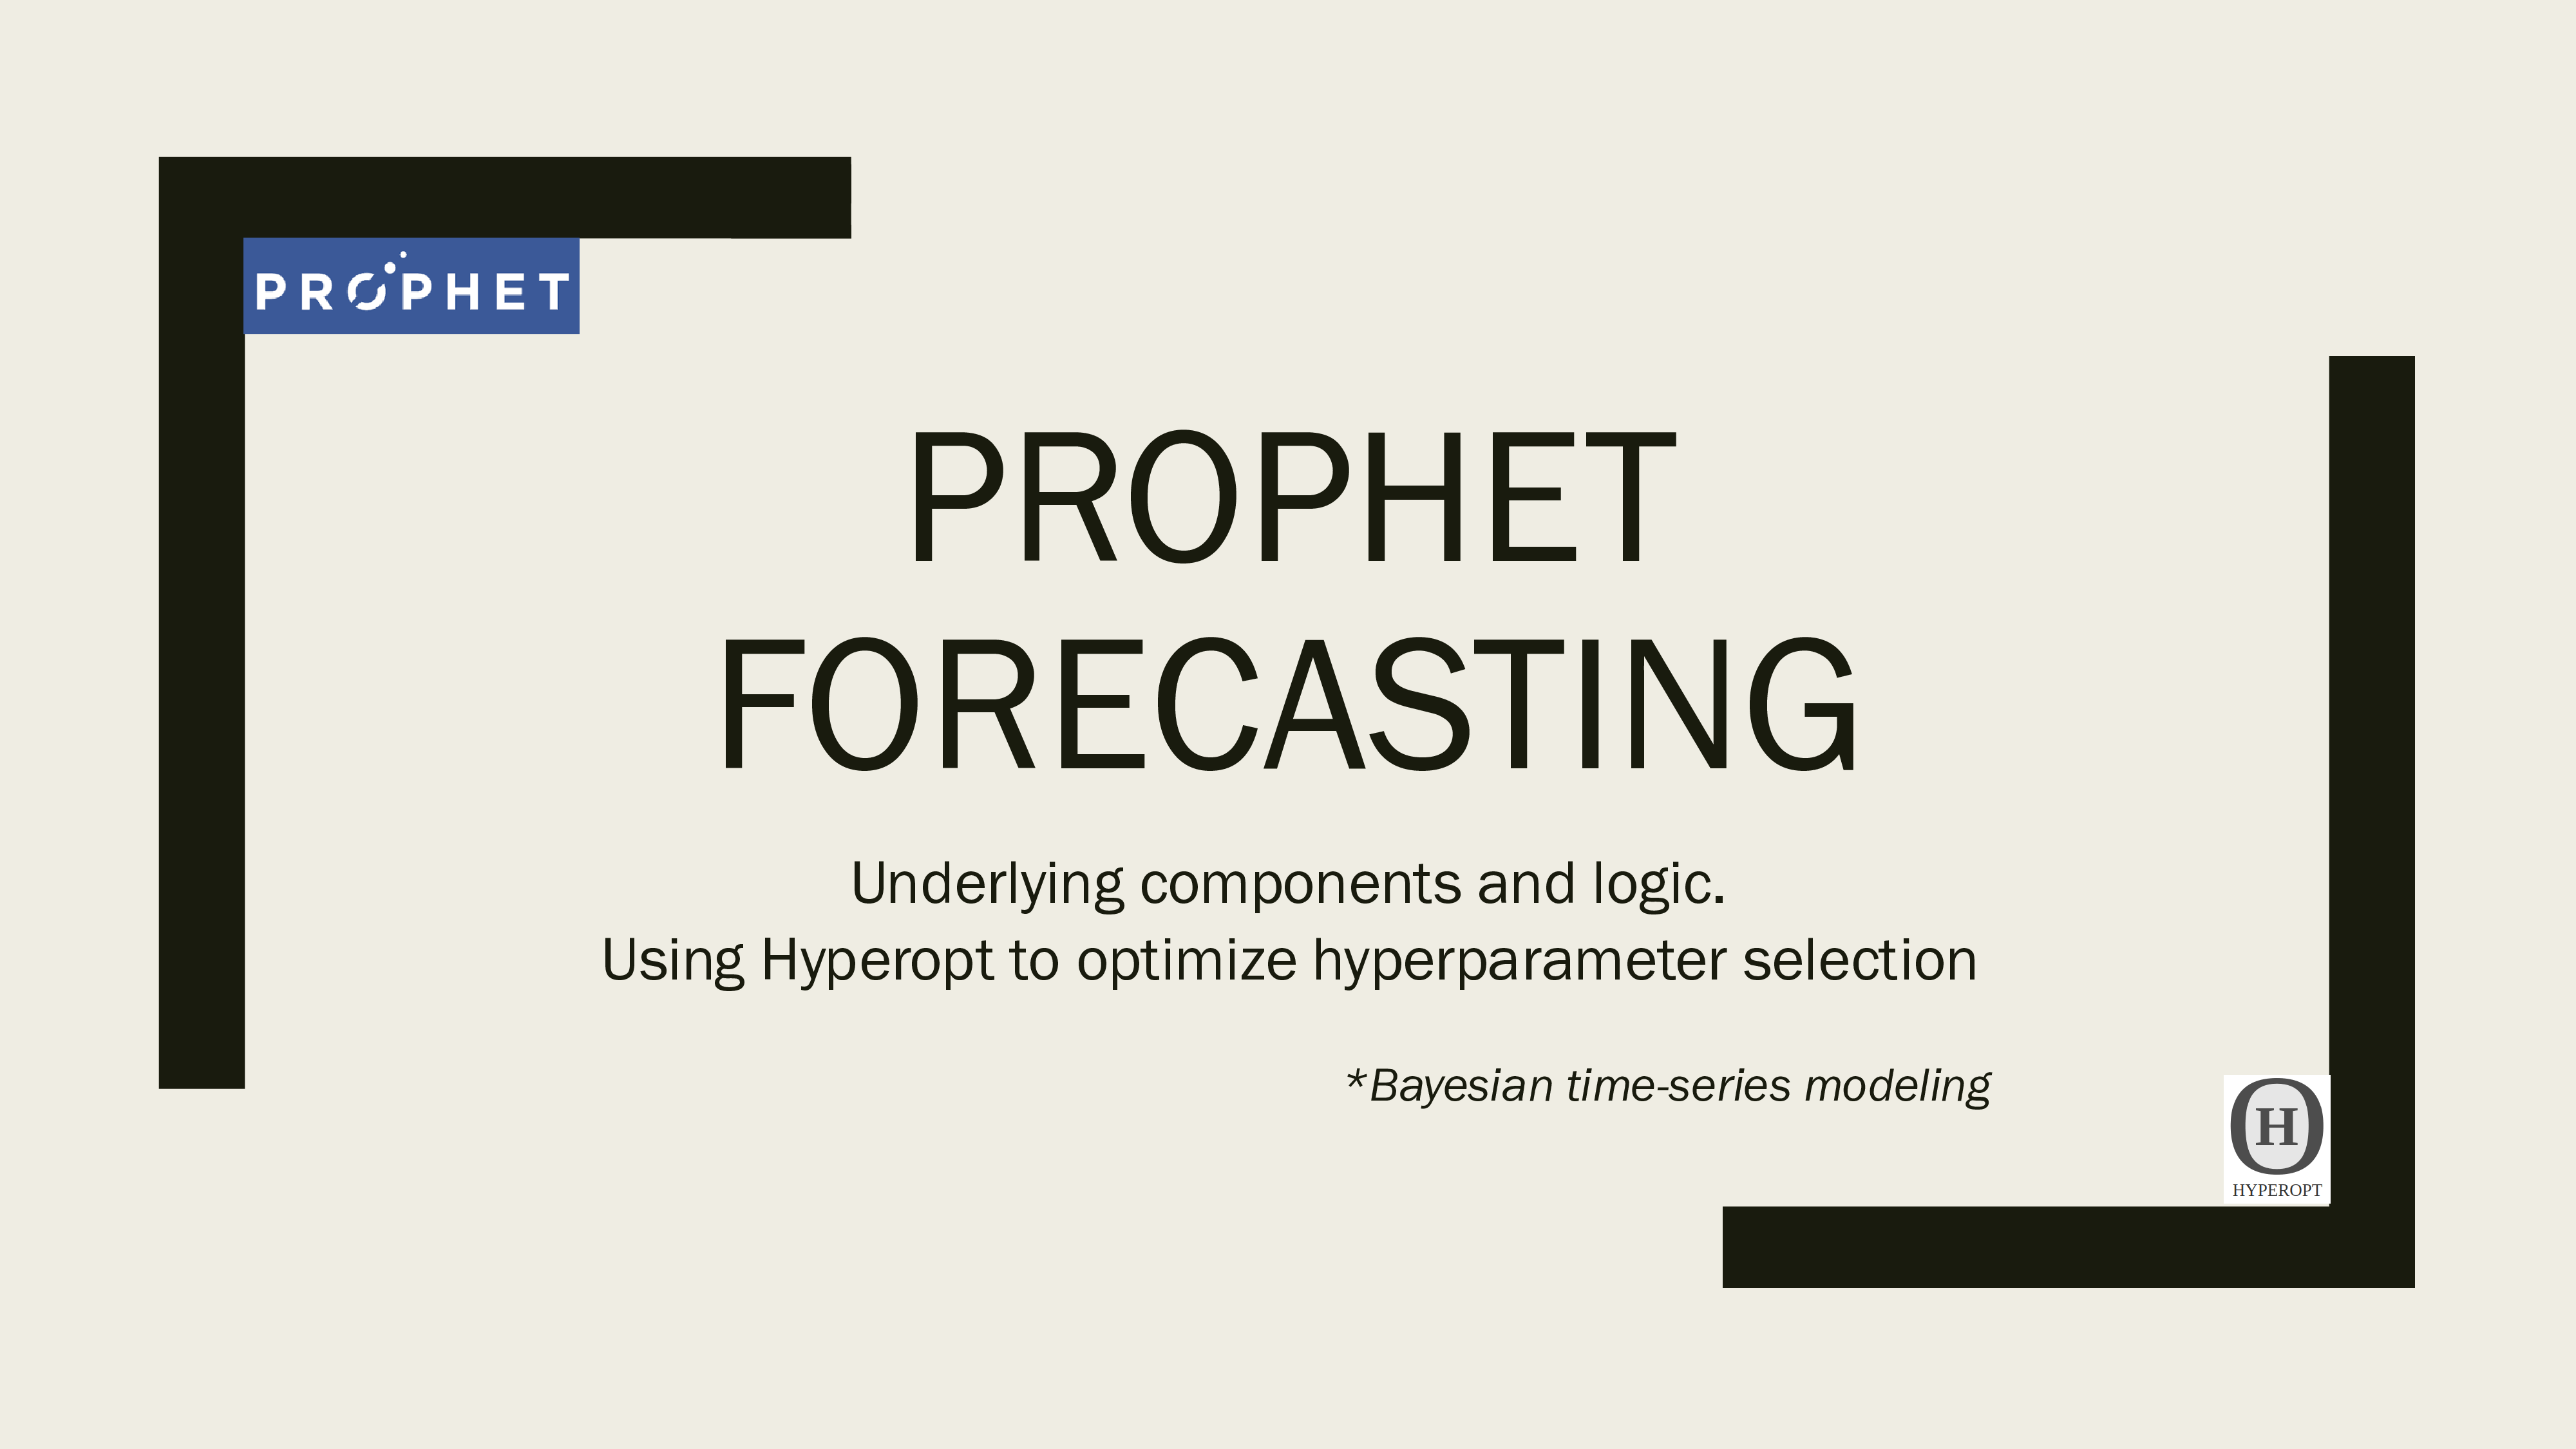 PROPHET
PROPHET
FORECASTING
Underlying components and logic.
Using Hyperopt to optimize hyperparameter selection
*Bayesian time-series modeling
H
HYPEROPT